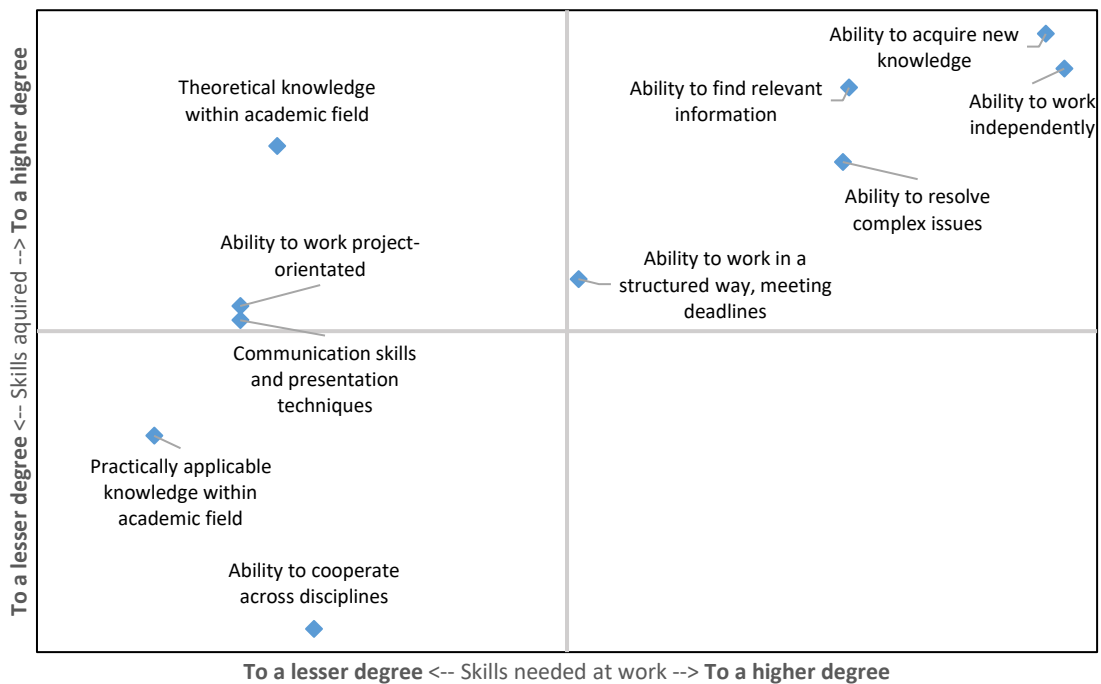 Ability to acquire new
knowledge
Theoretical knowledge
within academic field
Ability to find relevant
information
Ability to work
independently
Ability to resolve
complex issues
Ability to work project-
orientated
Ability to work in a
structured way, meeting
deadlines
Communication skills
and presentation
techniques
Practically applicable
knowledge within
academic field
Ability to cooperate
across disciplines
To a lesser degree <-- Skills aquired --> To a higher degree
To a lesser degree <-- Skills needed at work --> To a higher degree